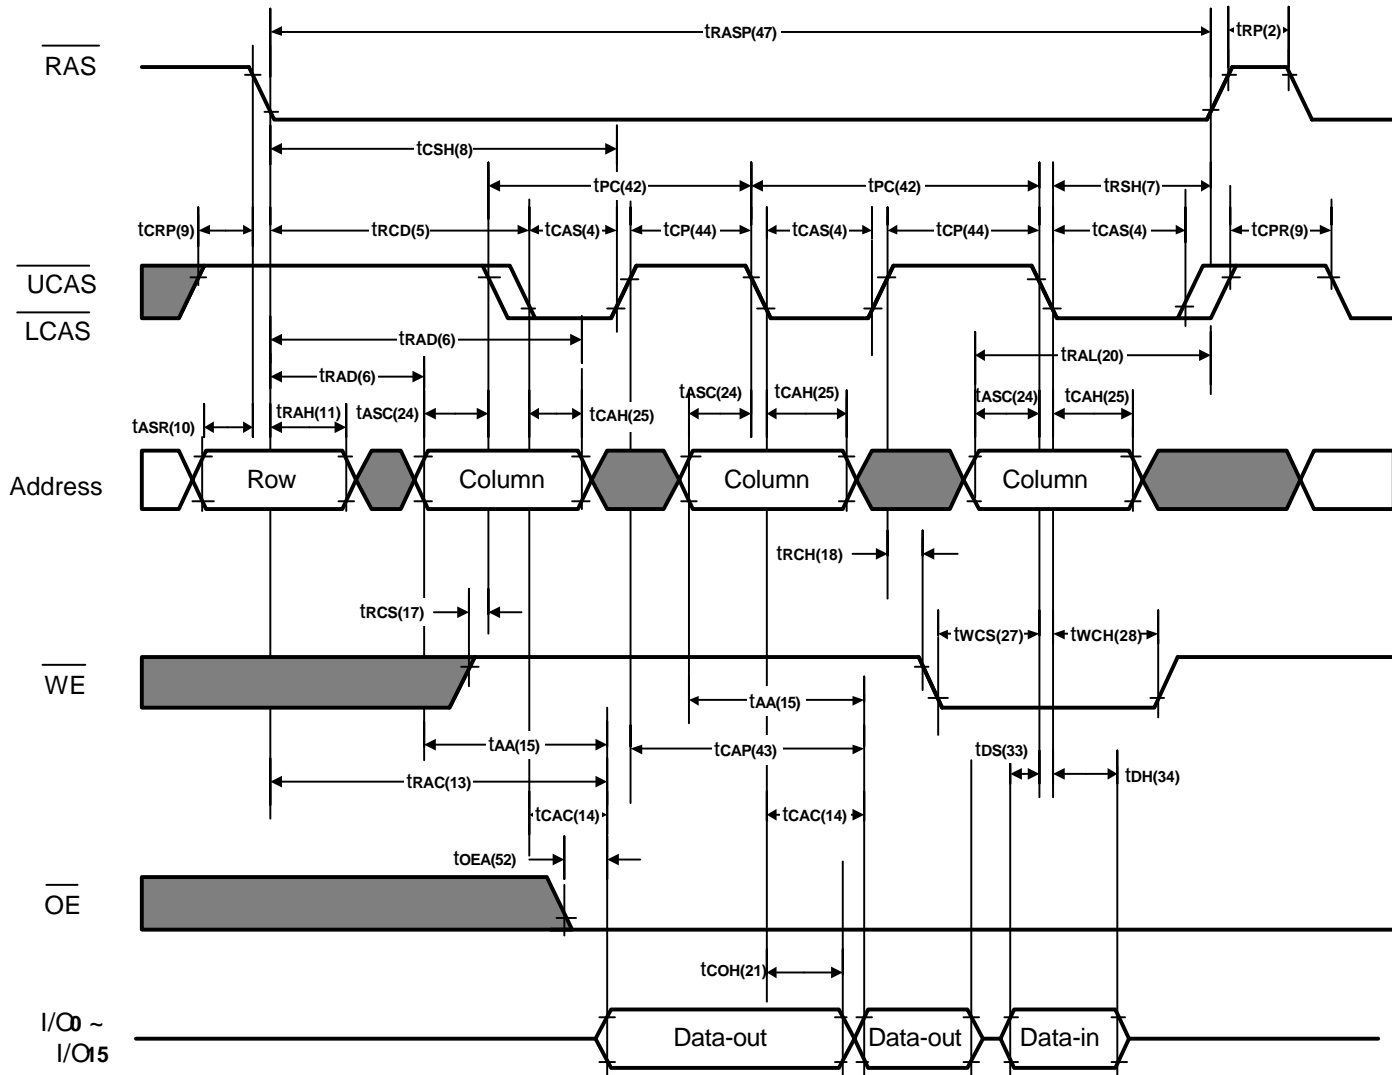 tRASP(47)
tRP(2)
RAS
tCSH(8)
tPC(42)
tPC(42)
tRSH(7)
tCRP(9)
tRCD(5)
tCAS(4)
tCP(44)
tCAS(4)
tCP(44)
tCAS(4)
tCPR(9)
UCAS
LCAS
tRAD(6)
tRAL(20)
tRAD(6)
tASR(10)
tRAH(11)
tASC(24)
tCAH(25)
tASC(24)
tCAH(25)
tASC(24)
tCAH(25)
Address
Row
Column
Column
Column
tRCH(18)
tRCS(17)
tWCS(27)
tWCH(28)
WE
tAA(15)
tAA(15)
tCAP(43)
tDS(33)
tDH(34)
tRAC(13)
tCAC(14)
tCAC(14)
tOEA(52)
OE
tCOH(21)
I/O0 ~
I/O15
Data-out
Data-out
Data-in